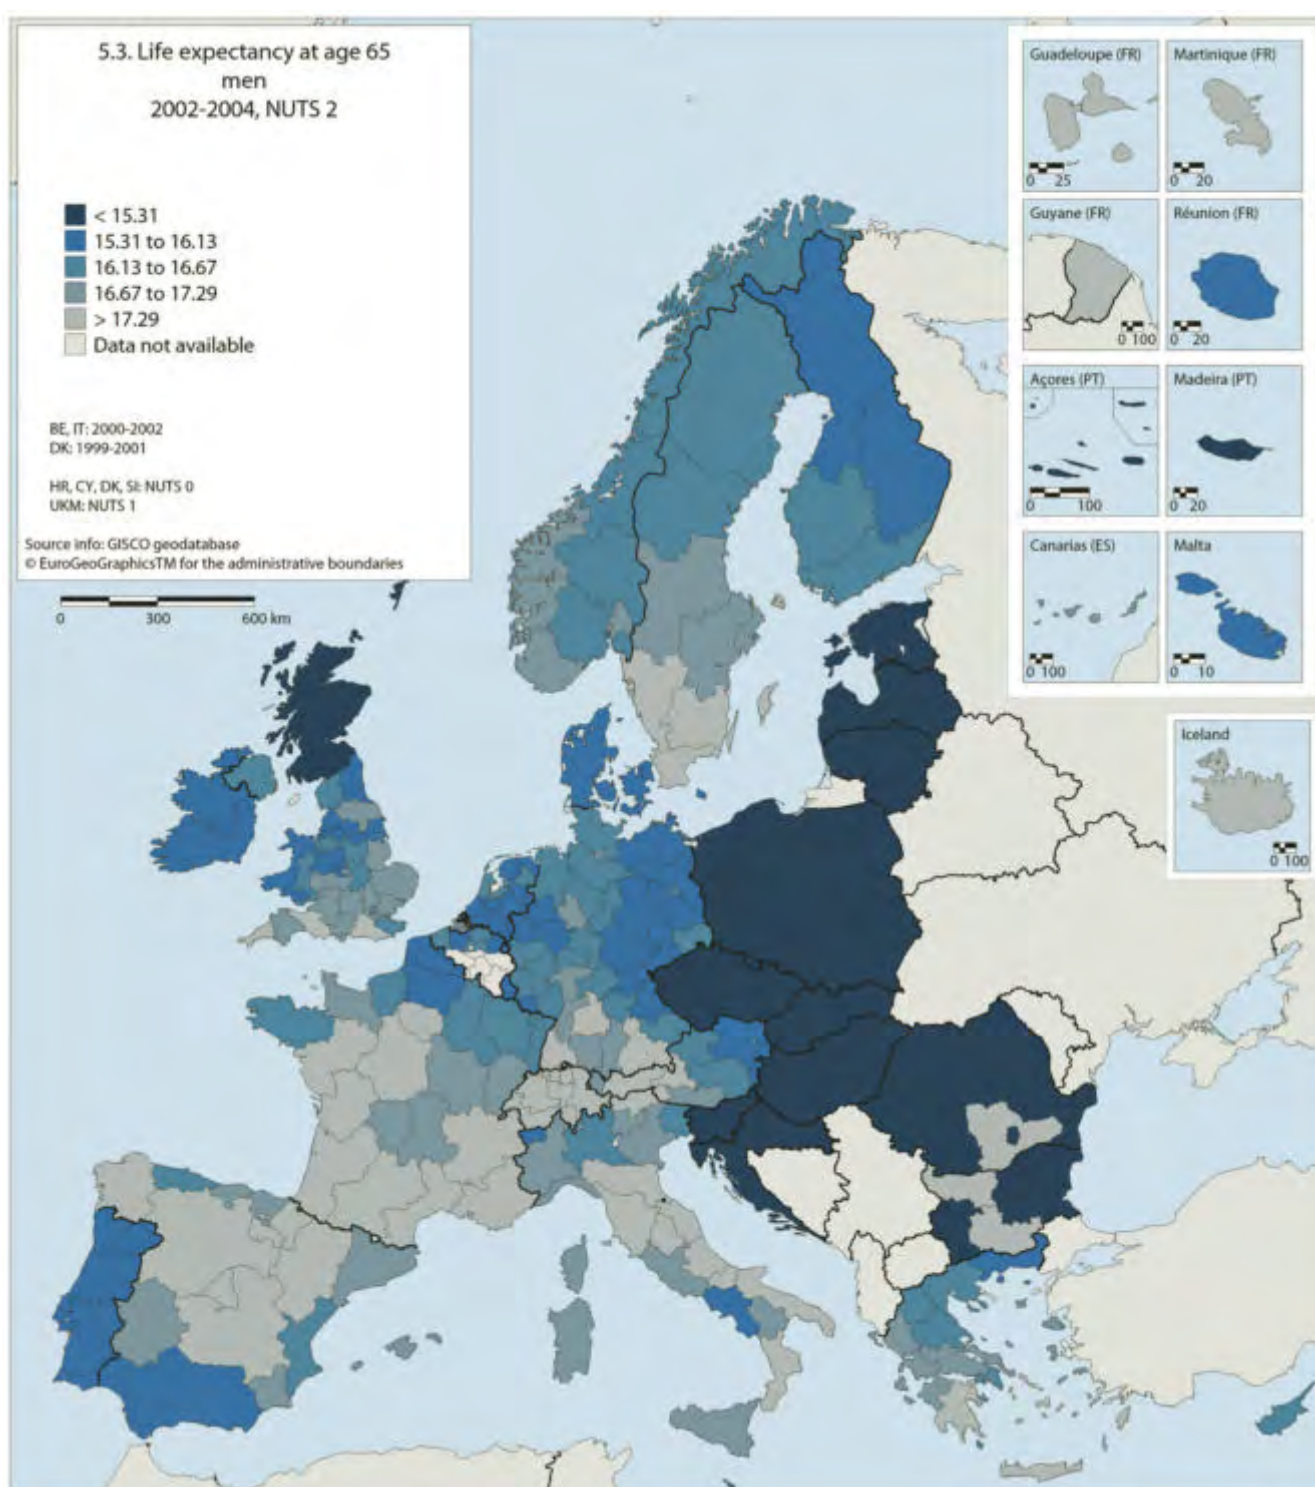 5.3. Life expectancy at age 65
men
2002-2004, NUTS 2
< 15.31
15.31 to 16.13
16.13 to 16.67
16.67 to 17.29
> 17.29
Data not available
BE, IT: 2000-2002
DK: 1999-2001
HR, CY, DK, SI: NUTS 0
UKM: NUTS 1
Source info: GISCO geodatabase
© EuroGeoGraphicsTM for the administrative boundaries
0 300 600 km
Guadeloupe (FR)
0 25
Martinique (FR)
0 20
Guyane (FR)
0 100
Réunion (FR)
0 20
Açores (PT)
0 100
Madeira (PT)
0 20
Canarias (ES)
0 100
Malta
0 10
Iceland
0 100